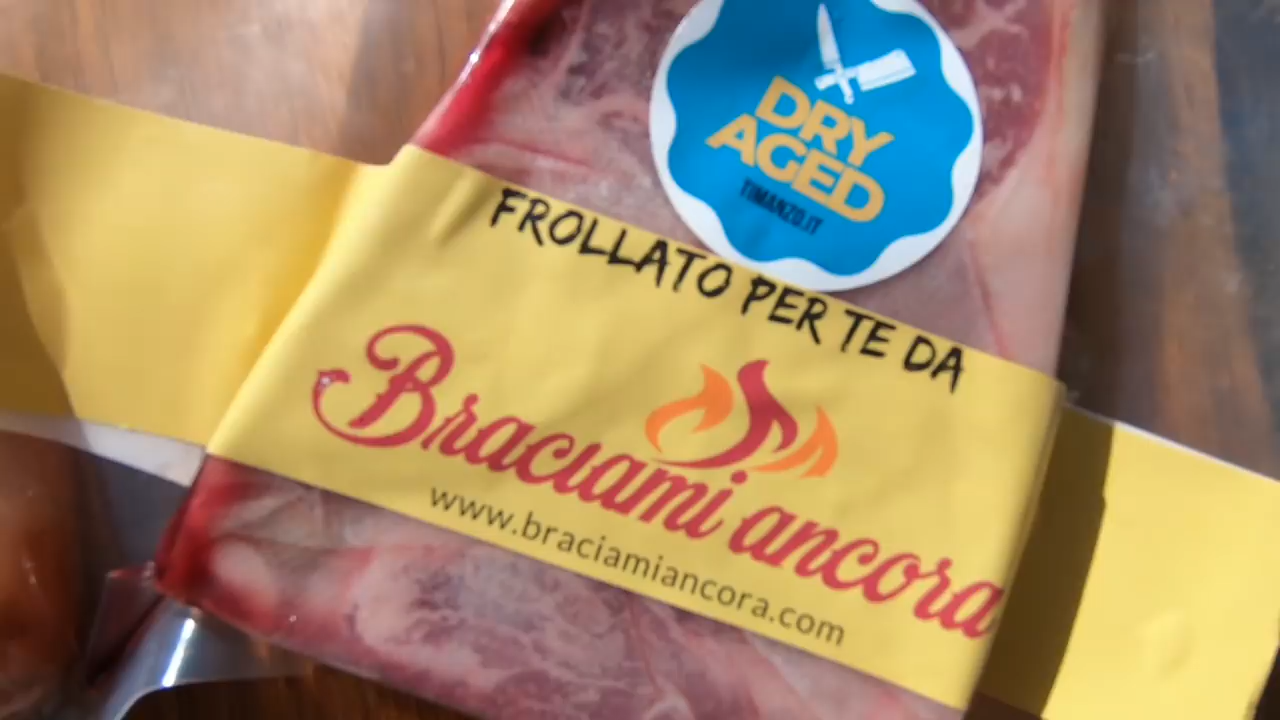 DRY
AGED
TIMANZO.IT
FROLLATO PER TE DA
Braciami ancora
www.braciamiancora.com